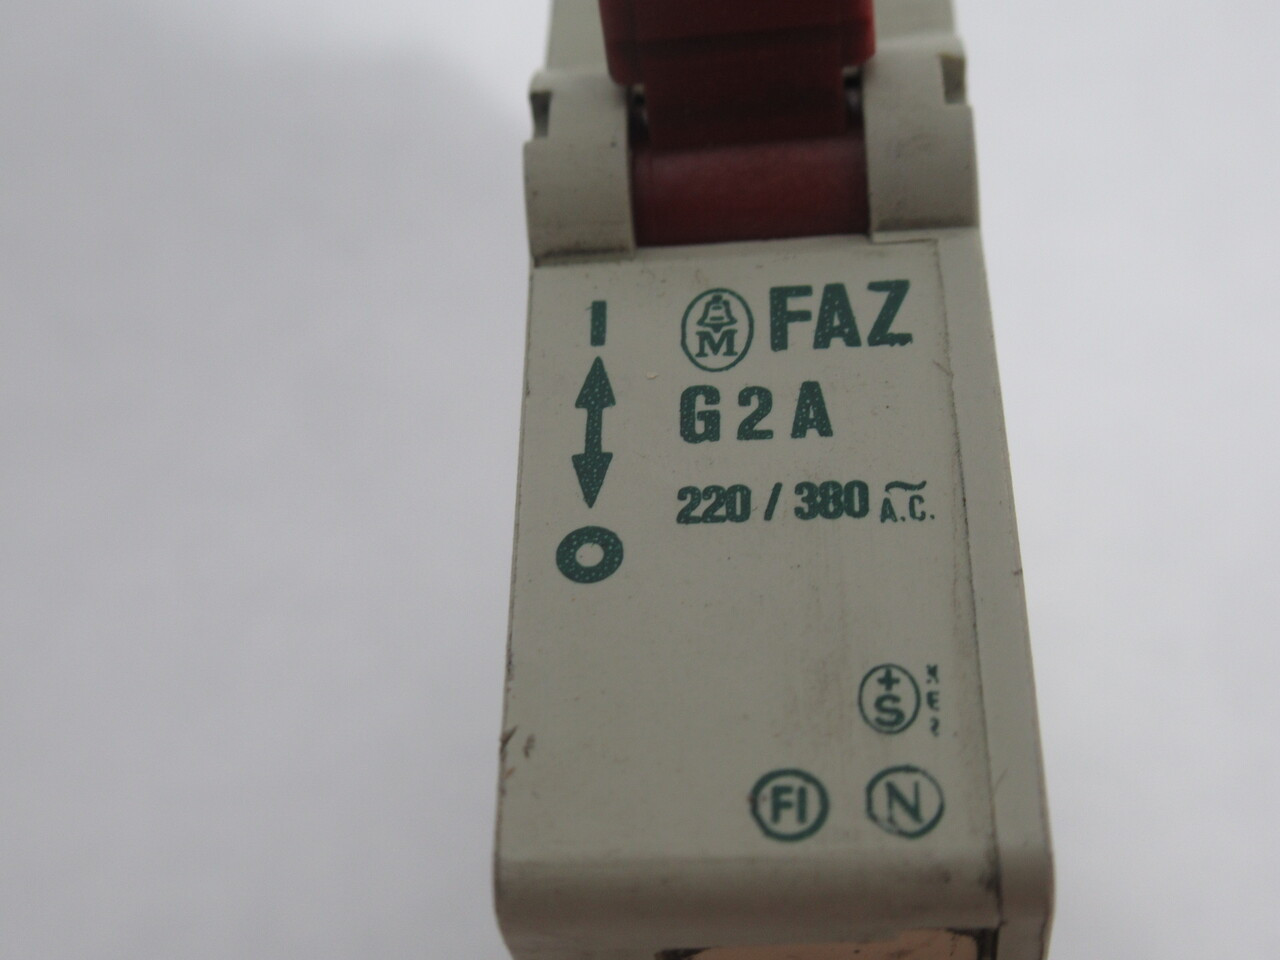 I
M FAZ
G 2 A
220 / 380 A.C.
O
+
S
FI N